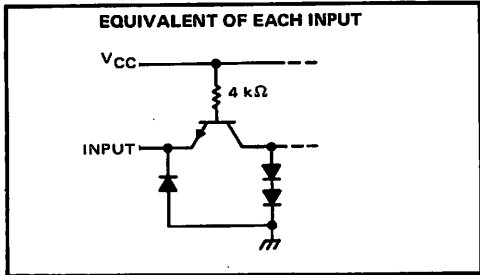 EQUIVALENT OF EACH INPUT
VCC
4 kΩ
INPUT